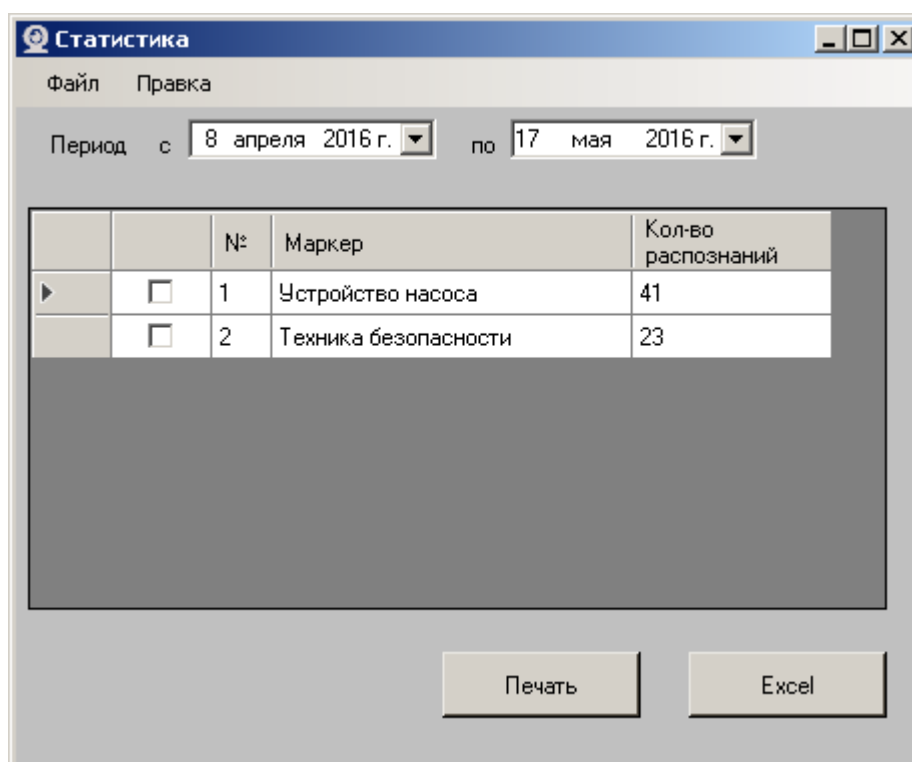 Статистика
Файл Правка
Период с 8 апреля 2016 г. по 17 мая 2016 г.
№ Маркер Кол-во распознаний
1 Устройство насоса 41
2 Техника безопасности 23
Печать Excel